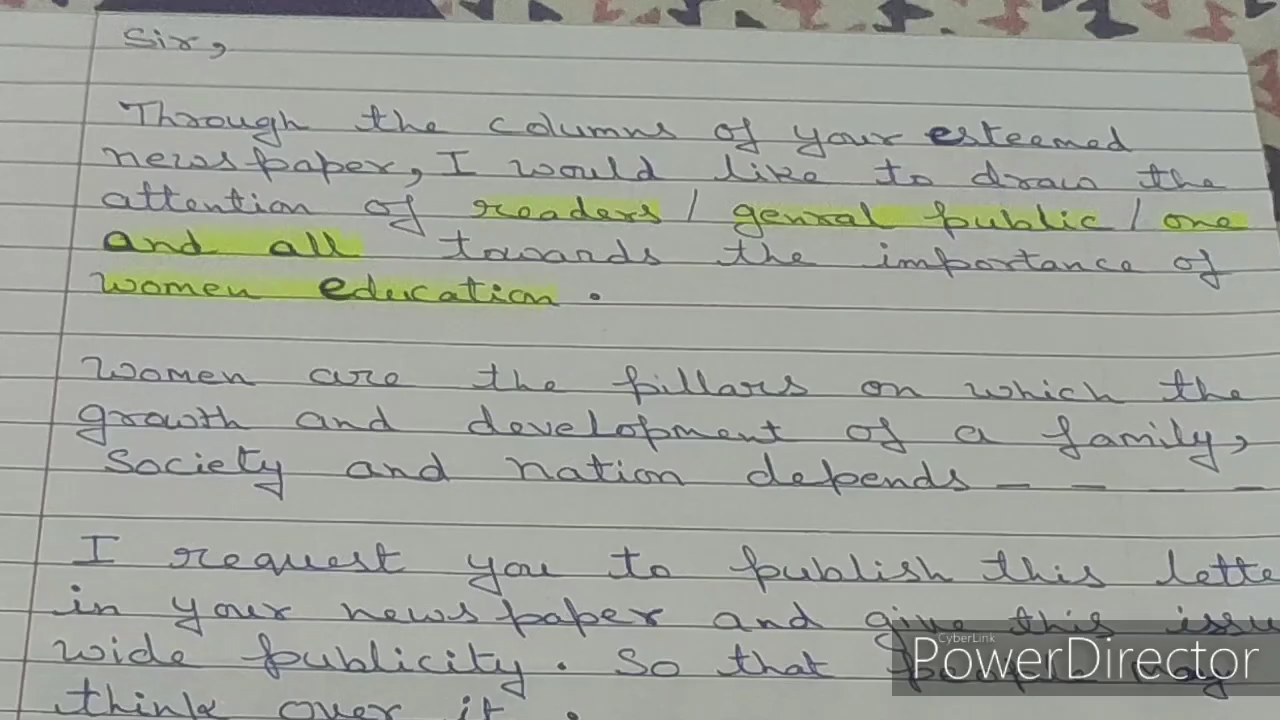 Sir,
Through the columns of your esteemed
newspaper, I would like to draw the
attention of readers / genral public / one
and all towards the importance of
women education.
women are the pillars on which the
growth and development of a family,
Society and nation depends - - - -
I request you to publish this lette
in your newspaper and give this issu
wide publicity. So that people may
think over it.
CyberLink
PowerDirector